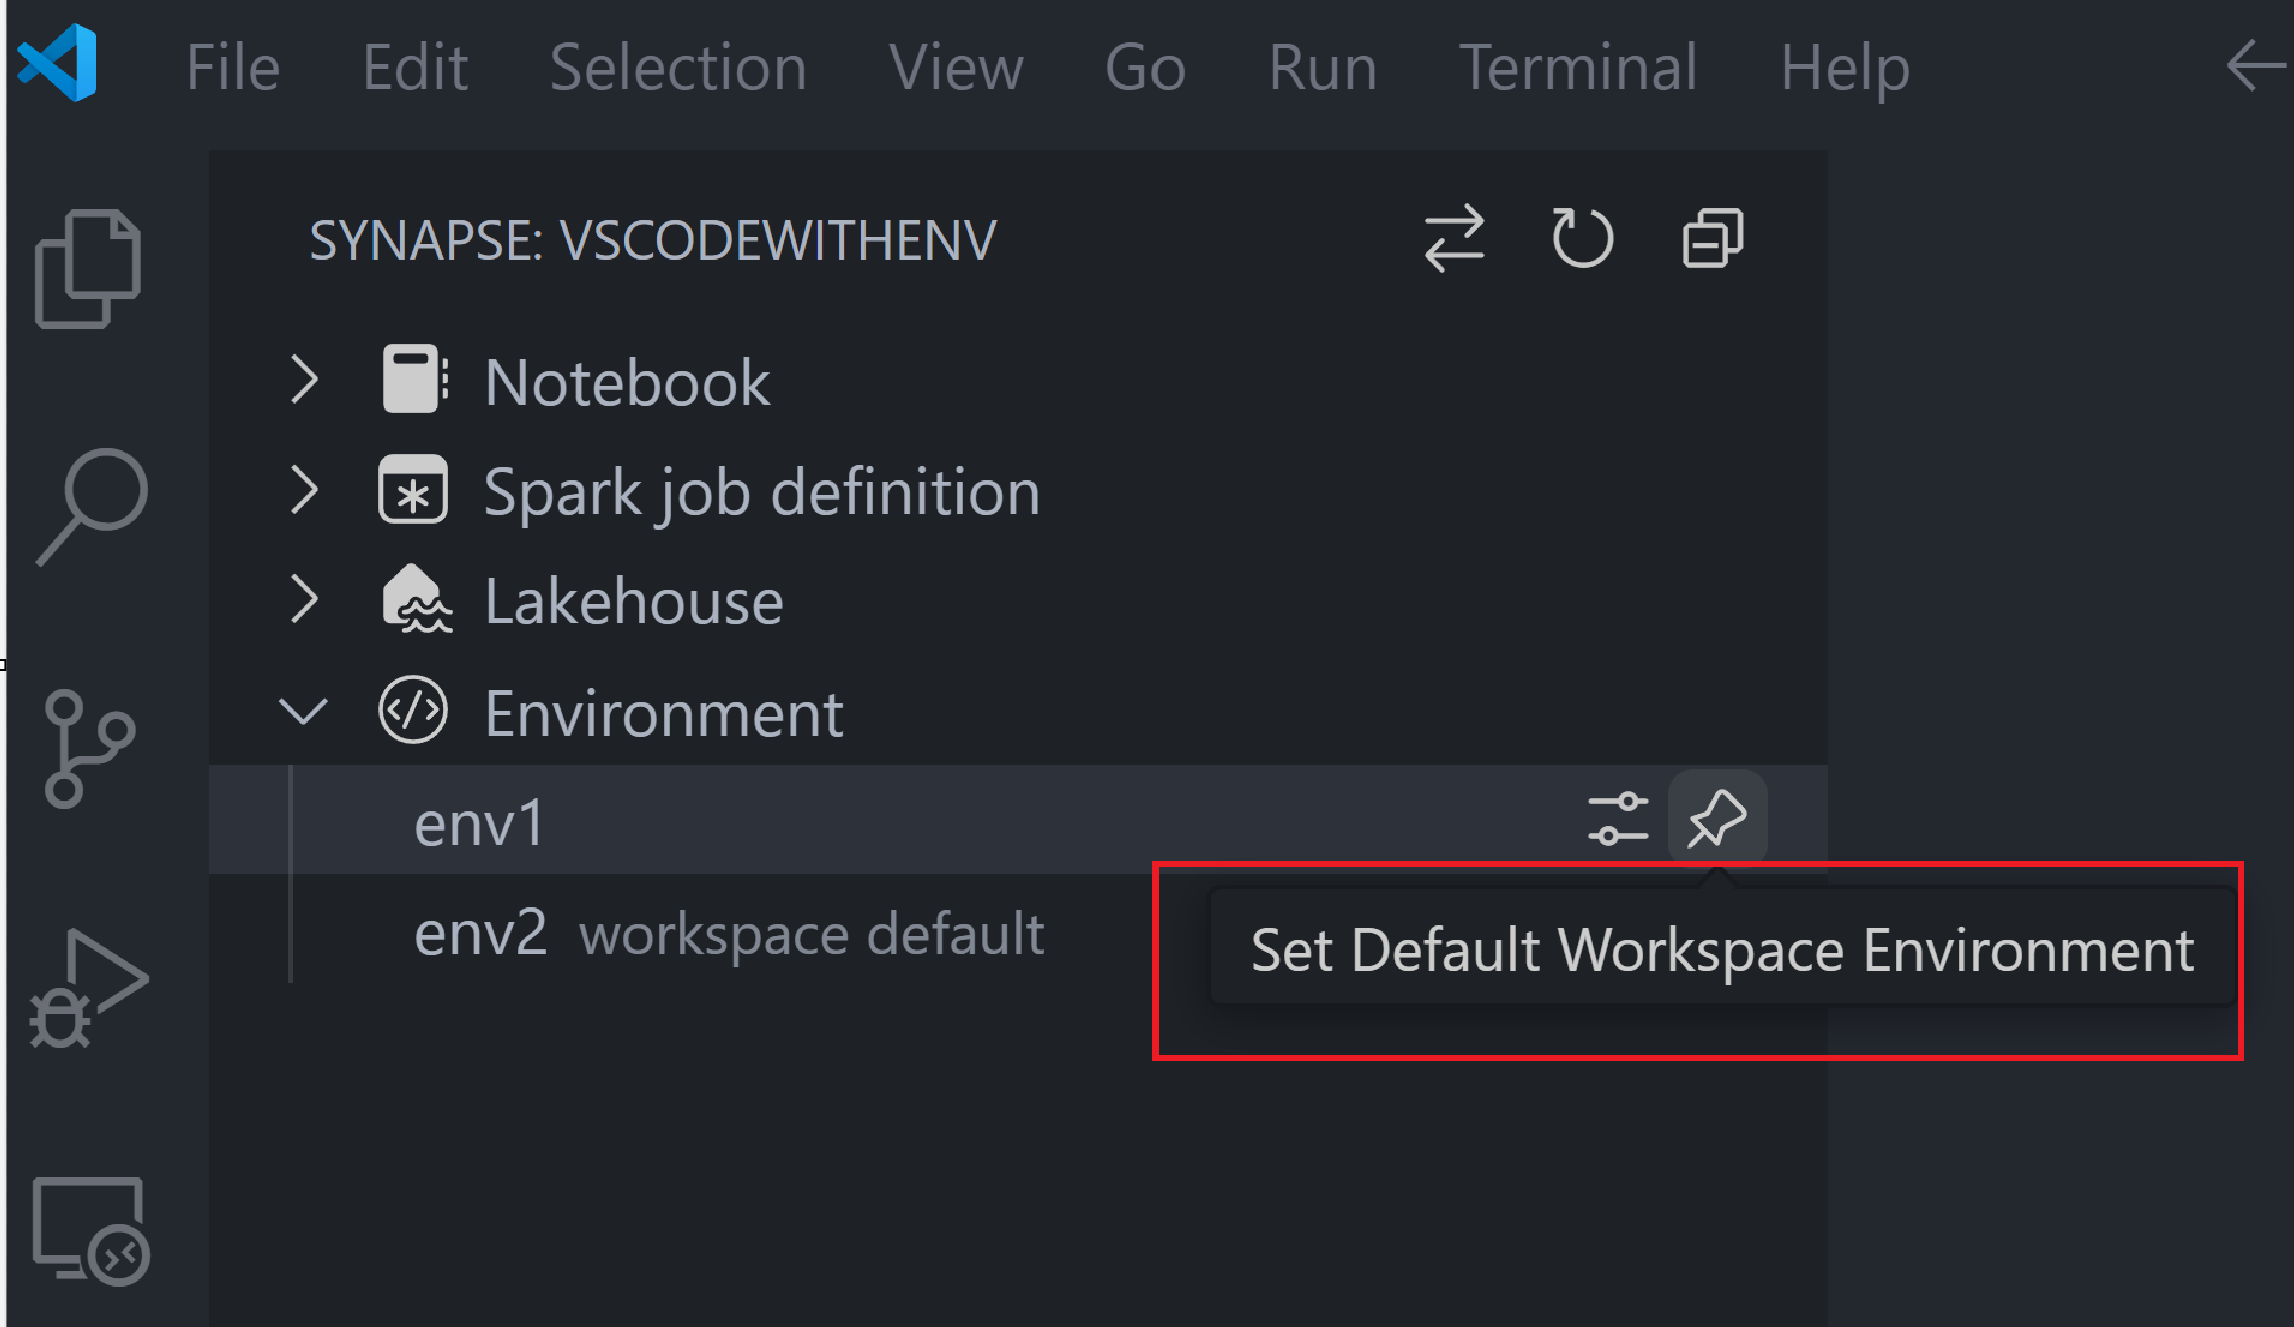 File Edit Selection View Go Run Terminal Help
SYNAPSE: VSCODEWITHENV
Notebook
Spark job definition
Lakehouse
Environment
env1
env2 workspace default
Set Default Workspace Environment